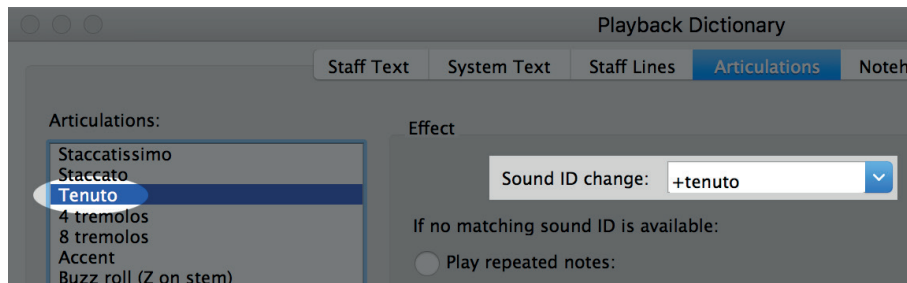 Playback Dictionary
Staff Text System Text Staff Lines Articulations
Articulations:
Staccatissimo
Staccato
Tenuto
4 tremolos
8 tremolos
Accent
Buzz roll (Z on stem)
Effect
Sound ID change: +tenuto
If no matching sound ID is available:
Play repeated notes: